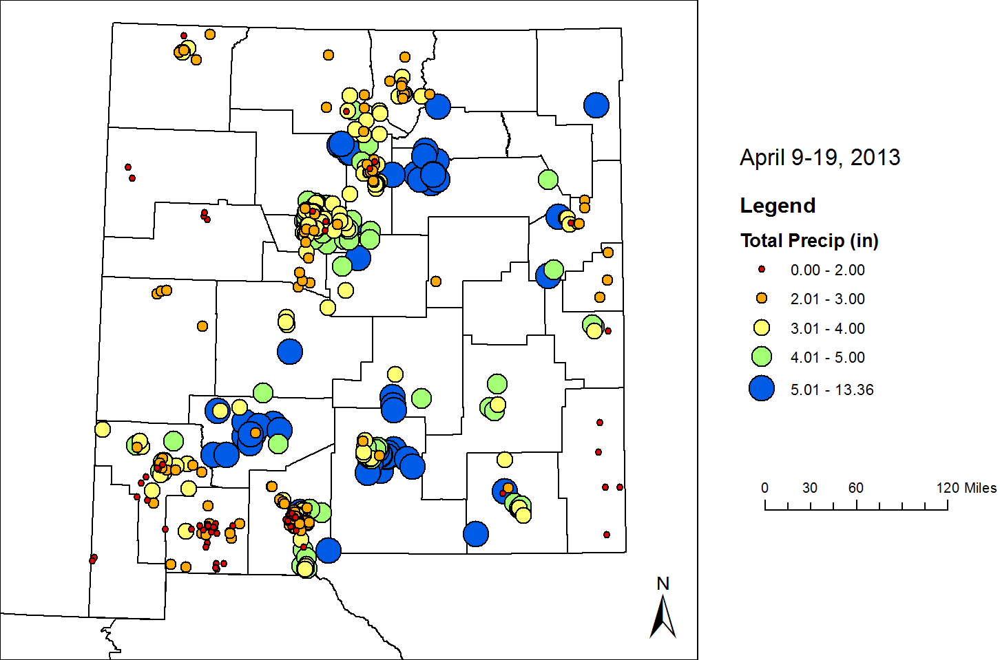 April 9-19, 2013
Legend
Total Precip (in)
0.00 - 2.00
2.01 - 3.00
3.01 - 4.00
4.01 - 5.00
5.01 - 13.36
0 30 60 120 Miles
N